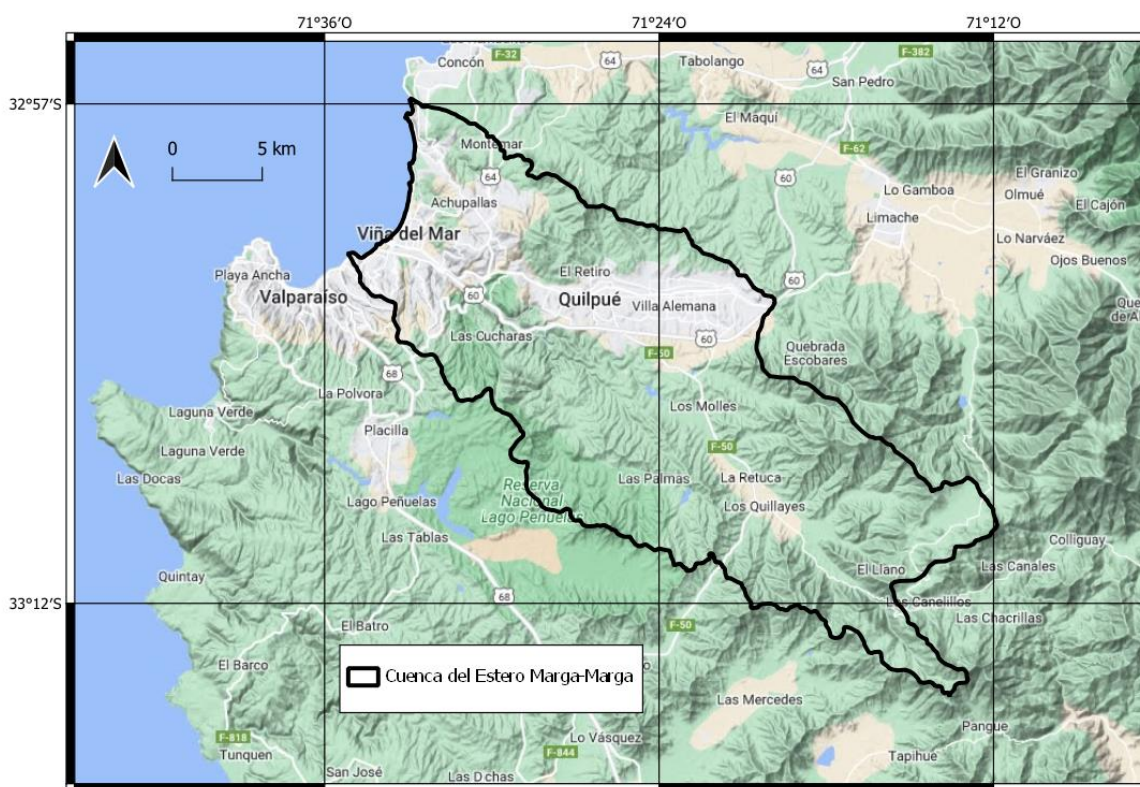 71°36'O
71°24'O
71°12'O
32°57'S
33°12'S
0
5 km
Concón
F-32
64
Tabolango
64
F-382
San Pedro
El Maqui
Montemar
64
F-62
60
El Granizo
Lo Gamboa
Olmué
El Cajón
Achupallas
Limache
Viña del Mar
Lo Narváez
Ojos Buenos
El Retiro
60
Playa Ancha
Valparaíso
60
Quilpué
Villa Alemana
Las Cucharas
60
F-50
Quebrada
Escobares
68
La Polvora
Laguna Verde
Los Molles
Placilla
Laguna Verde
F-50
Las Docas
Las Palmas
La Retuca
Reserva
Nacional
Lago Peñuelas
Lago Peñuelas
Los Quillayes
Las Tablas
Colliguay
Quintay
El Llano
Las Canales
68
Los Canelillos
Las Chacrillas
El Batro
F-50
El Barco
Cuenca del Estero Marga-Marga
Las Mercedes
F-818
Tunquen
Lo Vásquez
F-844
Pangue
Tapihue
San José